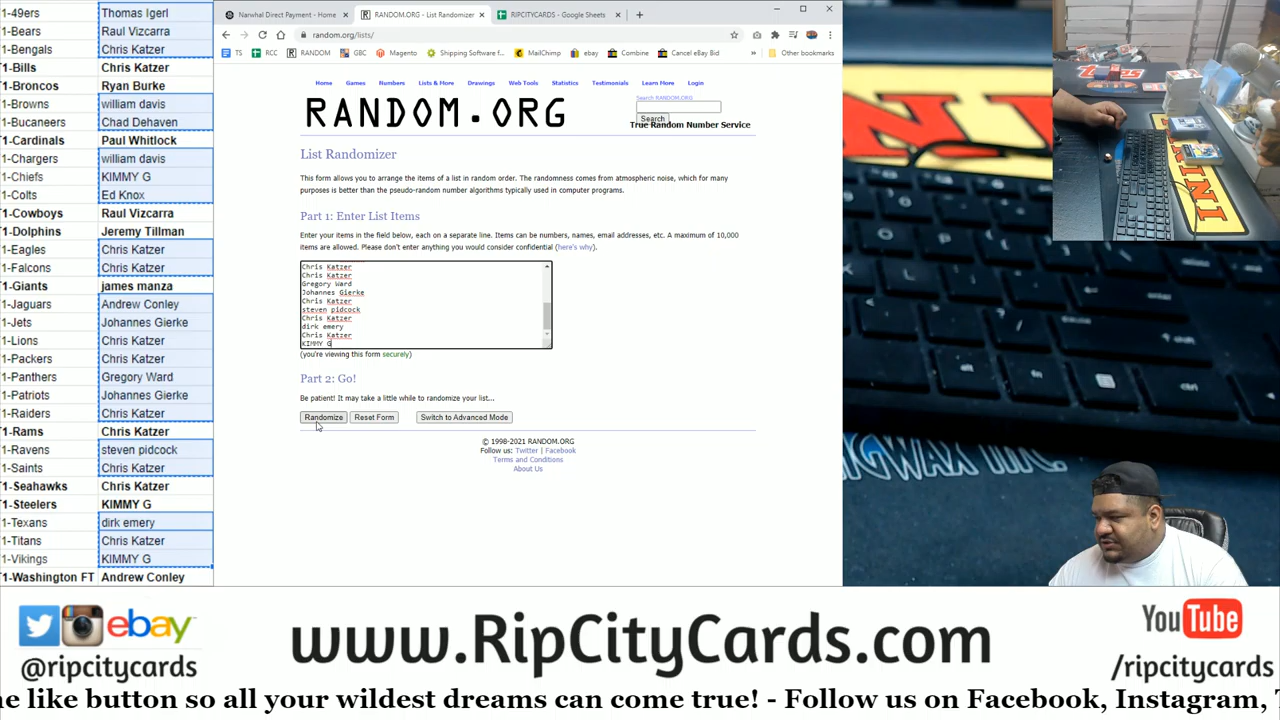 1-49ers Thomas Igerl
1-Bears Raul Vizcarra
1-Bengals Chris Katzer
T1-Bills Chris Katzer
T1-Broncos Ryan Burke
1-Browns william davis
1-Bucaneers Chad Dehaven
T1-Cardinals Paul Whitlock
1-Chargers william davis
1-Chiefs KIMMY G
1-Colts Ed Knox
T1-Cowboys Raul Vizcarra
T1-Dolphins Jeremy Tillman
1-Eagles Chris Katzer
1-Falcons Chris Katzer
T1-Giants james manza
1-Jaguars Andrew Conley
1-Jets Johannes Gierke
1-Lions Chris Katzer
1-Packers Chris Katzer
1-Panthers Gregory Ward
1-Patriots Johannes Gierke
1-Raiders Chris Katzer
T1-Rams Chris Katzer
1-Ravens steven pidcock
1-Saints Chris Katzer
T1-Seahawks Chris Katzer
T1-Steelers KIMMY G
1-Texans dirk emery
1-Titans Chris Katzer
1-Vikings KIMMY G
T1-Washington FT Andrew Conley
Narwhal Direct Payment - Home
RANDOM.ORG - List Randomizer
RIPCITYCARDS - Google Sheets
random.org/lists/
TS RCC RANDOM GBC Magento Shipping Software f... MailChimp ebay Combine Cancel eBay Bid » Other bookmarks
Home Games Numbers Lists & More Drawings Web Tools Statistics Testimonials Learn More Login
RANDOM.ORG
Search RANDOM.ORG
Search
True Random Number Service
List Randomizer
This form allows you to arrange the items of a list in random order. The randomness comes from atmospheric noise, which for many
purposes is better than the pseudo-random number algorithms typically used in computer programs.
Part 1: Enter List Items
Enter your items in the field below, each on a separate line. Items can be numbers, names, email addresses, etc. A maximum of 10,000
items are allowed. Please don't enter anything you would consider confidential (here's why).
Chris Katzer
Chris Katzer
Gregory Ward
Johannes Gierke
Chris Katzer
steven pidcock
Chris Katzer
dirk emery
Chris Katzer
KIMMY G
(you're viewing this form securely)
Part 2: Go!
Be patient! It may take a little while to randomize your list...
Randomize Reset Form Switch to Advanced Mode
© 1998-2021 RANDOM.ORG
Follow us: Twitter | Facebook
Terms and Conditions
About Us
ebay
@ripcitycards
www.RipCityCards.com
YouTube
/ripcitycards
he like button so all your wildest dreams can come true! - Follow us on Facebook, Instagram,